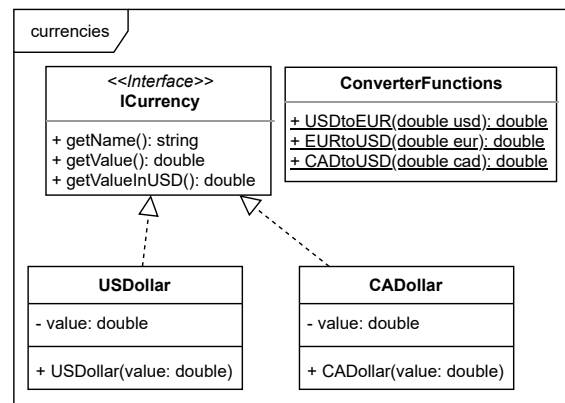 currencies
<<Interface>>
ICurrency
+ getName(): string
+ getValue(): double
+ getValueInUSD(): double
ConverterFunctions
+ USDtoEUR(double usd): double
+ EURtoUSD(double eur): double
+ CADtoUSD(double cad): double
USDollar
- value: double
+ USDollar(value: double)
CADollar
- value: double
+ CADollar(value: double)